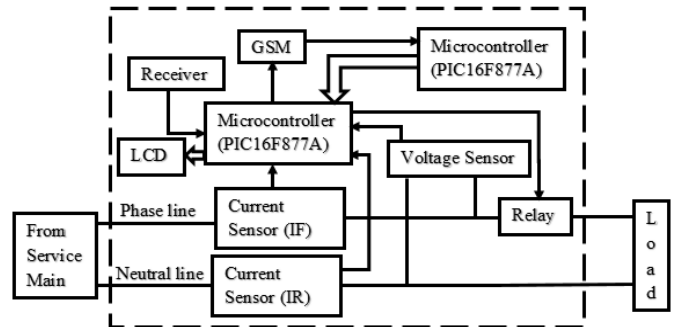 GSM
Microcontroller
(PIC16F877A)
Receiver
Microcontroller
(PIC16F877A)
LCD
Voltage Sensor
Phase line
Current
Sensor (IF)
Relay
From
Service
Main
Neutral line
Current
Sensor (IR)
L
o
a
d